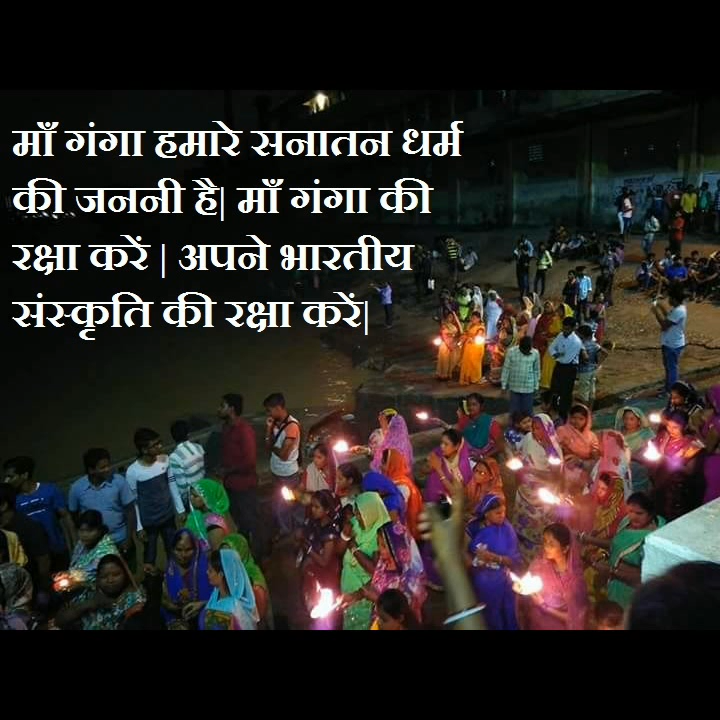 माँ गंगा हमारे सनातन धर्म
की जननी है| माँ गंगा की
रक्षा करें | अपने भारतीय
संस्कृति की रक्षा करें|